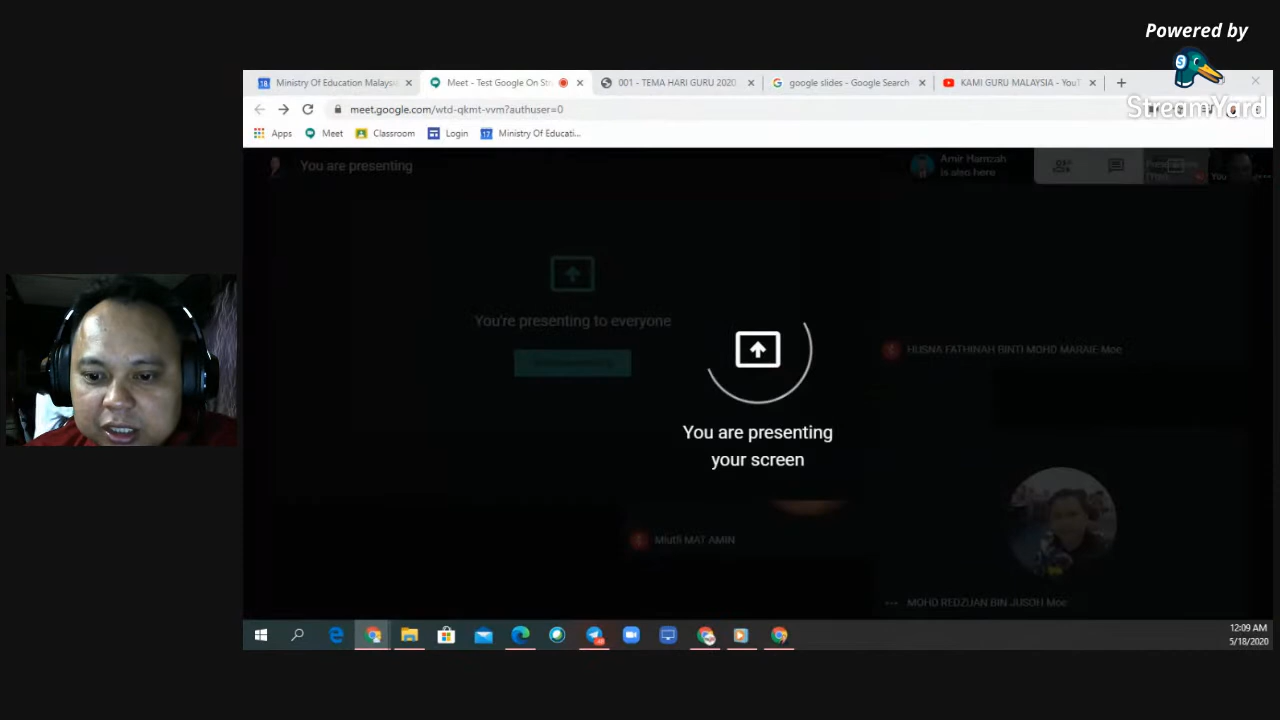 Powered by
StreamYard
Ministry Of Education Malaysi
Meet - Test Google On Str
001 - TEMA HARI GURU 2020
google slides - Google Search
KAMI GURU MALAYSIA - YouT
meet.google.com/wtd-qkmt-vvm?authuser=0
Apps
Meet
Classroom
Login
Ministry Of Educati...
You are presenting
Amir Hamzah
is also here
You
You're presenting to everyone
HUSNA FATHINAH BINTI MOHD MARAIE Moe
You are presenting
your screen
MAT AMIN
MOHD REDZUAN BIN JUSOH Moe
12:09 AM
5/18/2020